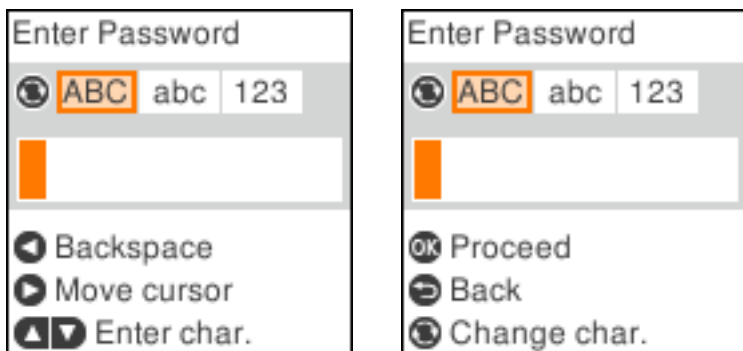 Enter Password
ABC abc 123
Backspace
Move cursor
Enter char.
Enter Password
ABC abc 123
OK Proceed
Back
Change char.